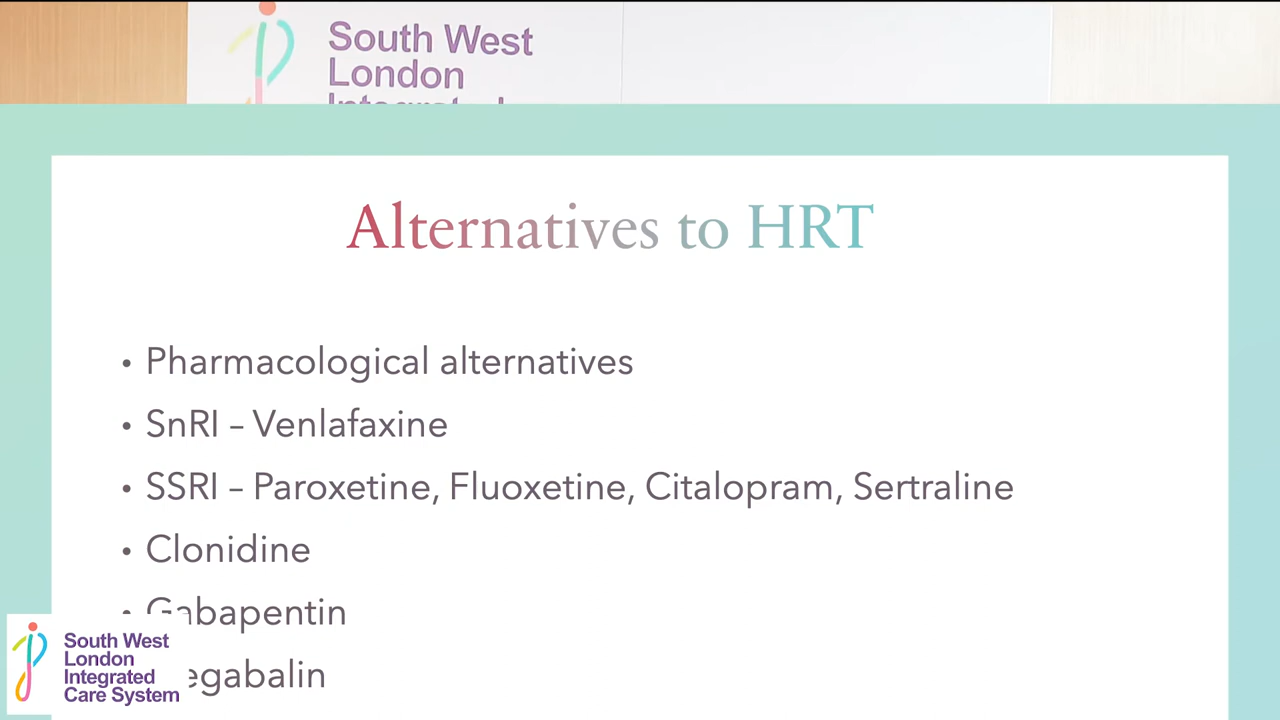 South West
London
Alternatives to HRT
• Pharmacological alternatives
• SnRI – Venlafaxine
• SSRI – Paroxetine, Fluoxetine, Citalopram, Sertraline
• Clonidine
• Gabapentin
South West
London
Integrated
Care System